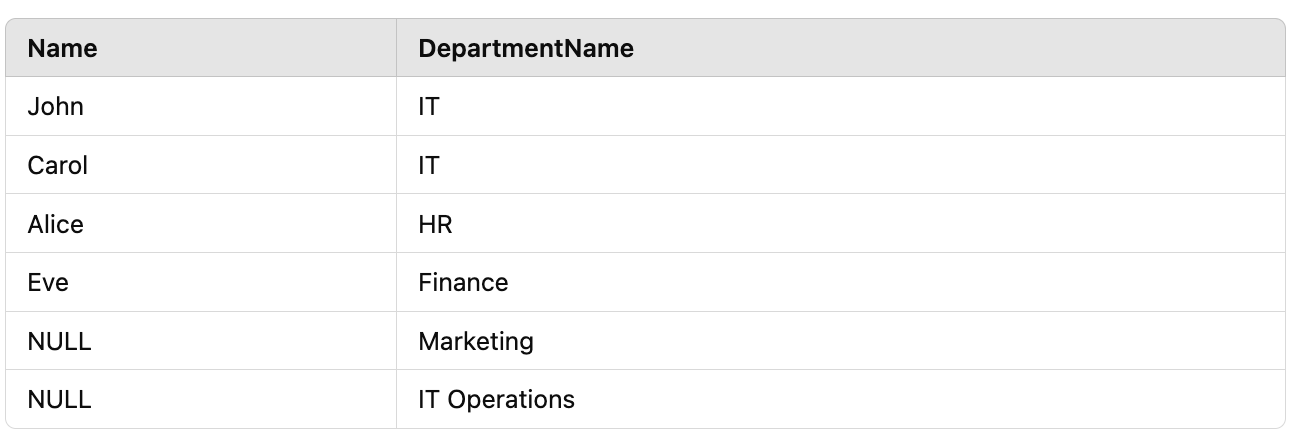 Name DepartmentName
John IT
Carol IT
Alice HR
Eve Finance
NULL Marketing
NULL IT Operations